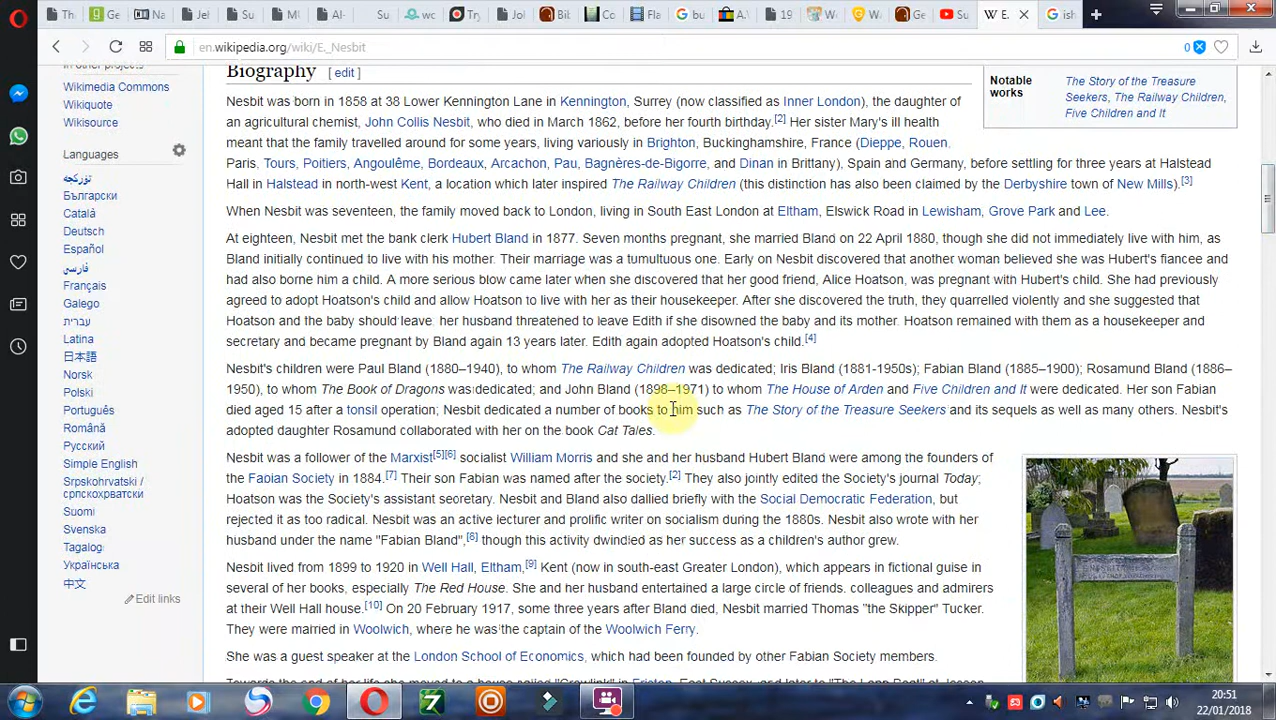 Th
Ge
Wi
Jel
Su
Mu
Al-
Su
wc
Try
Jol
Bib
Co
Fla
bu
A
19
We
W
Ge
Su
W E.
ish
en.wikipedia.org/wiki/E._Nesbit
0
In other projects
Wikimedia Commons
Wikiquote
Wikisource
Languages
تۆرکجه
Български
Català
Deutsch
Español
فارسی
Français
Galego
עברית
Latina
日本語
Norsk
Polski
Português
Română
Русский
Simple English
Srpskohrvatski /
српскохрватски
Suomi
Svenska
Tagalog
Українська
中文
Edit links
Biography [ edit ]
Nesbit was born in 1858 at 38 Lower Kennington Lane in Kennington, Surrey (now classified as Inner London), the daughter of
an agricultural chemist, John Collis Nesbit, who died in March 1862, before her fourth birthday.[2] Her sister Mary's ill health
meant that the family travelled around for some years, living variously in Brighton, Buckinghamshire, France (Dieppe, Rouen,
Paris, Tours, Poitiers, Angoulême, Bordeaux, Arcachon, Pau, Bagnères-de-Bigorre, and Dinan in Brittany), Spain and Germany, before settling for three years at Halstead
Hall in Halstead in north-west Kent, a location which later inspired The Railway Children (this distinction has also been claimed by the Derbyshire town of New Mills).[3]
When Nesbit was seventeen, the family moved back to London, living in South East London at Eltham, Elswick Road in Lewisham, Grove Park and Lee.
At eighteen, Nesbit met the bank clerk Hubert Bland in 1877. Seven months pregnant, she married Bland on 22 April 1880, though she did not immediately live with him, as
Bland initially continued to live with his mother. Their marriage was a tumultuous one. Early on Nesbit discovered that another woman believed she was Hubert's fiancee and
had also borne him a child. A more serious blow came later when she discovered that her good friend, Alice Hoatson, was pregnant with Hubert's child. She had previously
agreed to adopt Hoatson's child and allow Hoatson to live with her as their housekeeper. After she discovered the truth, they quarrelled violently and she suggested that
Hoatson and the baby should leave; her husband threatened to leave Edith if she disowned the baby and its mother. Hoatson remained with them as a housekeeper and
secretary and became pregnant by Bland again 13 years later. Edith again adopted Hoatson's child.[4]
Nesbit's children were Paul Bland (1880–1940), to whom The Railway Children was dedicated; Iris Bland (1881-1950s); Fabian Bland (1885–1900); Rosamund Bland (1886–
1950), to whom The Book of Dragons was dedicated; and John Bland (1898–1971) to whom The House of Arden and Five Children and It were dedicated. Her son Fabian
died aged 15 after a tonsil operation; Nesbit dedicated a number of books to him such as The Story of the Treasure Seekers and its sequels as well as many others. Nesbit's
adopted daughter Rosamund collaborated with her on the book Cat Tales.
Nesbit was a follower of the Marxist[5][6] socialist William Morris and she and her husband Hubert Bland were among the founders of
the Fabian Society in 1884.[7] Their son Fabian was named after the society.[2] They also jointly edited the Society's journal Today;
Hoatson was the Society's assistant secretary. Nesbit and Bland also dallied briefly with the Social Democratic Federation, but
rejected it as too radical. Nesbit was an active lecturer and prolific writer on socialism during the 1880s. Nesbit also wrote with her
husband under the name "Fabian Bland",[8] though this activity dwindled as her success as a children's author grew.
Nesbit lived from 1899 to 1920 in Well Hall, Eltham,[9] Kent (now in south-east Greater London), which appears in fictional guise in
several of her books, especially The Red House. She and her husband entertained a large circle of friends, colleagues and admirers
at their Well Hall house.[10] On 20 February 1917, some three years after Bland died, Nesbit married Thomas "the Skipper" Tucker.
They were married in Woolwich, where he was the captain of the Woolwich Ferry.
She was a guest speaker at the London School of Economics, which had been founded by other Fabian Society members.
Notable
works
The Story of the Treasure
Seekers, The Railway Children,
Five Children and It
20:51
22/01/2018